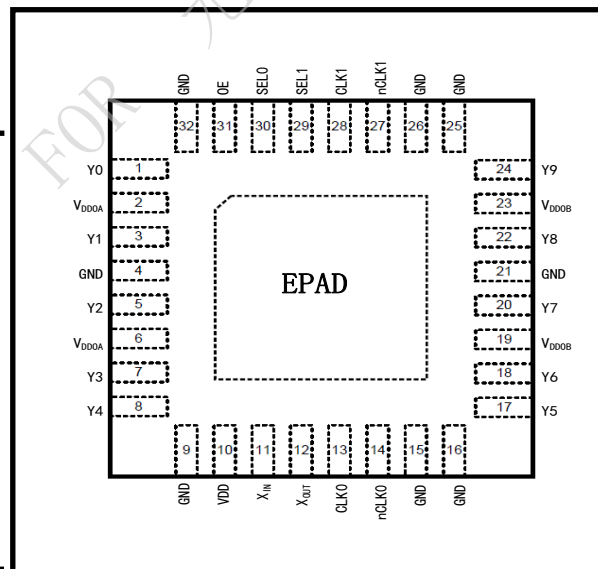 FOR
GND OE SEL0 SEL1 CLK1 nCLK1 GND GND
32 31 30 29 28 27 26 25
Y0 1 24 Y9
VDDOA 2 23 VDDOB
Y1 3 22 Y8
GND 4 21 GND
EPAD
Y2 5 20 Y7
VDDOA 6 19 VDDOB
Y3 7 18 Y6
Y4 8 17 Y5
9 10 11 12 13 14 15 16
GND VDD XIN XOUT CLK0 nCLK0 GND GND